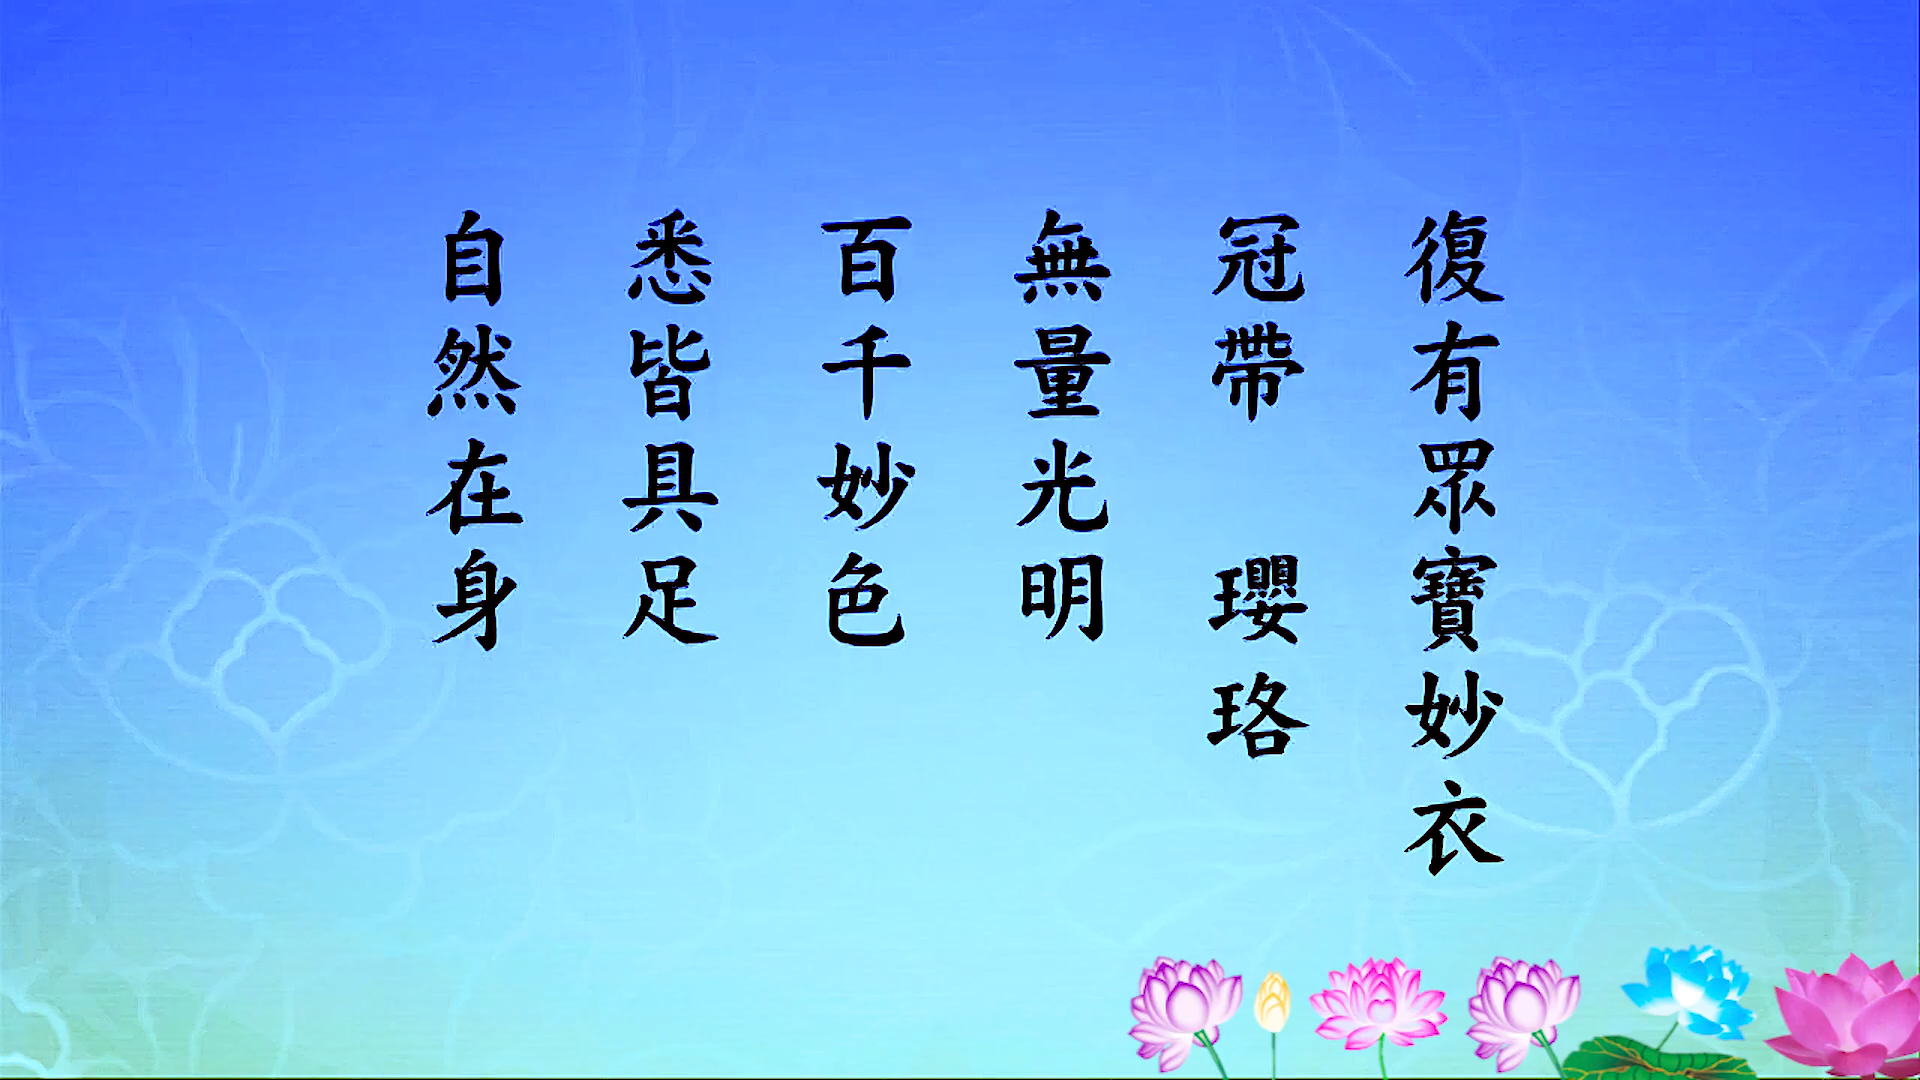 復有眾寶妙衣
冠帶　瓔珞
無量光明
百千妙色
悉皆具足
自然在身